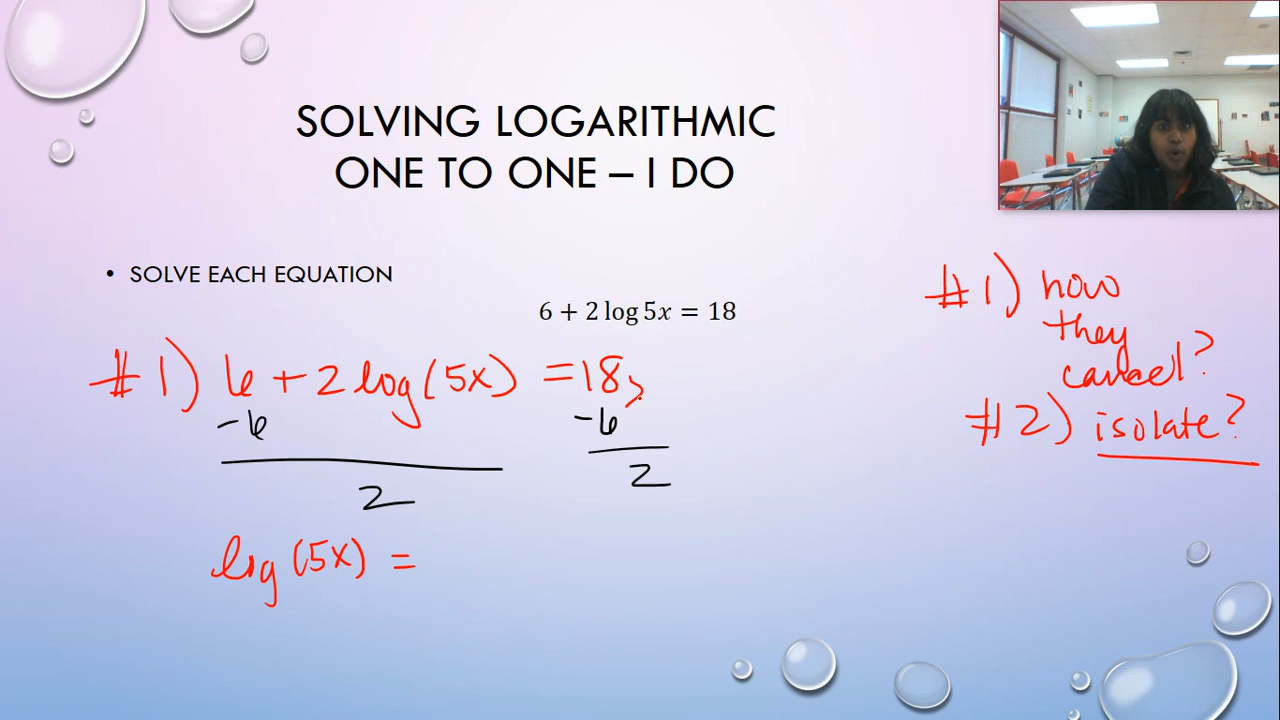 SOLVING LOGARITHMIC
ONE TO ONE – I DO
• SOLVE EACH EQUATION
6 + 2 log 5x = 18
#1) 6 + 2 log (5x) = 18
-6 -6
2 2
log (5x) =
#1) how
they
cancel?
#2) isolate?